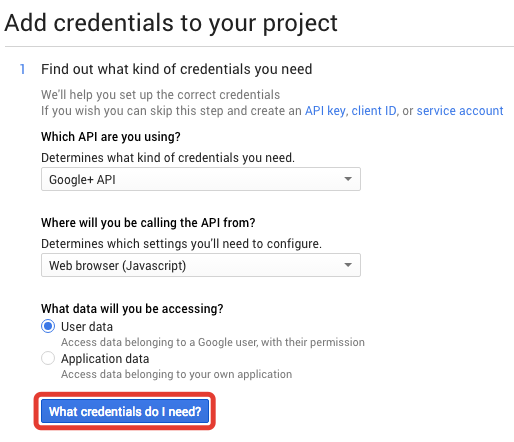 Add credentials to your project
1 Find out what kind of credentials you need
We'll help you set up the correct credentials
If you wish you can skip this step and create an API key, client ID, or service account
Which API are you using?
Determines what kind of credentials you need.
Google+ API
Where will you be calling the API from?
Determines which settings you'll need to configure.
Web browser (Javascript)
What data will you be accessing?
User data
Access data belonging to a Google user, with their permission
Application data
Access data belonging to your own application
What credentials do I need?